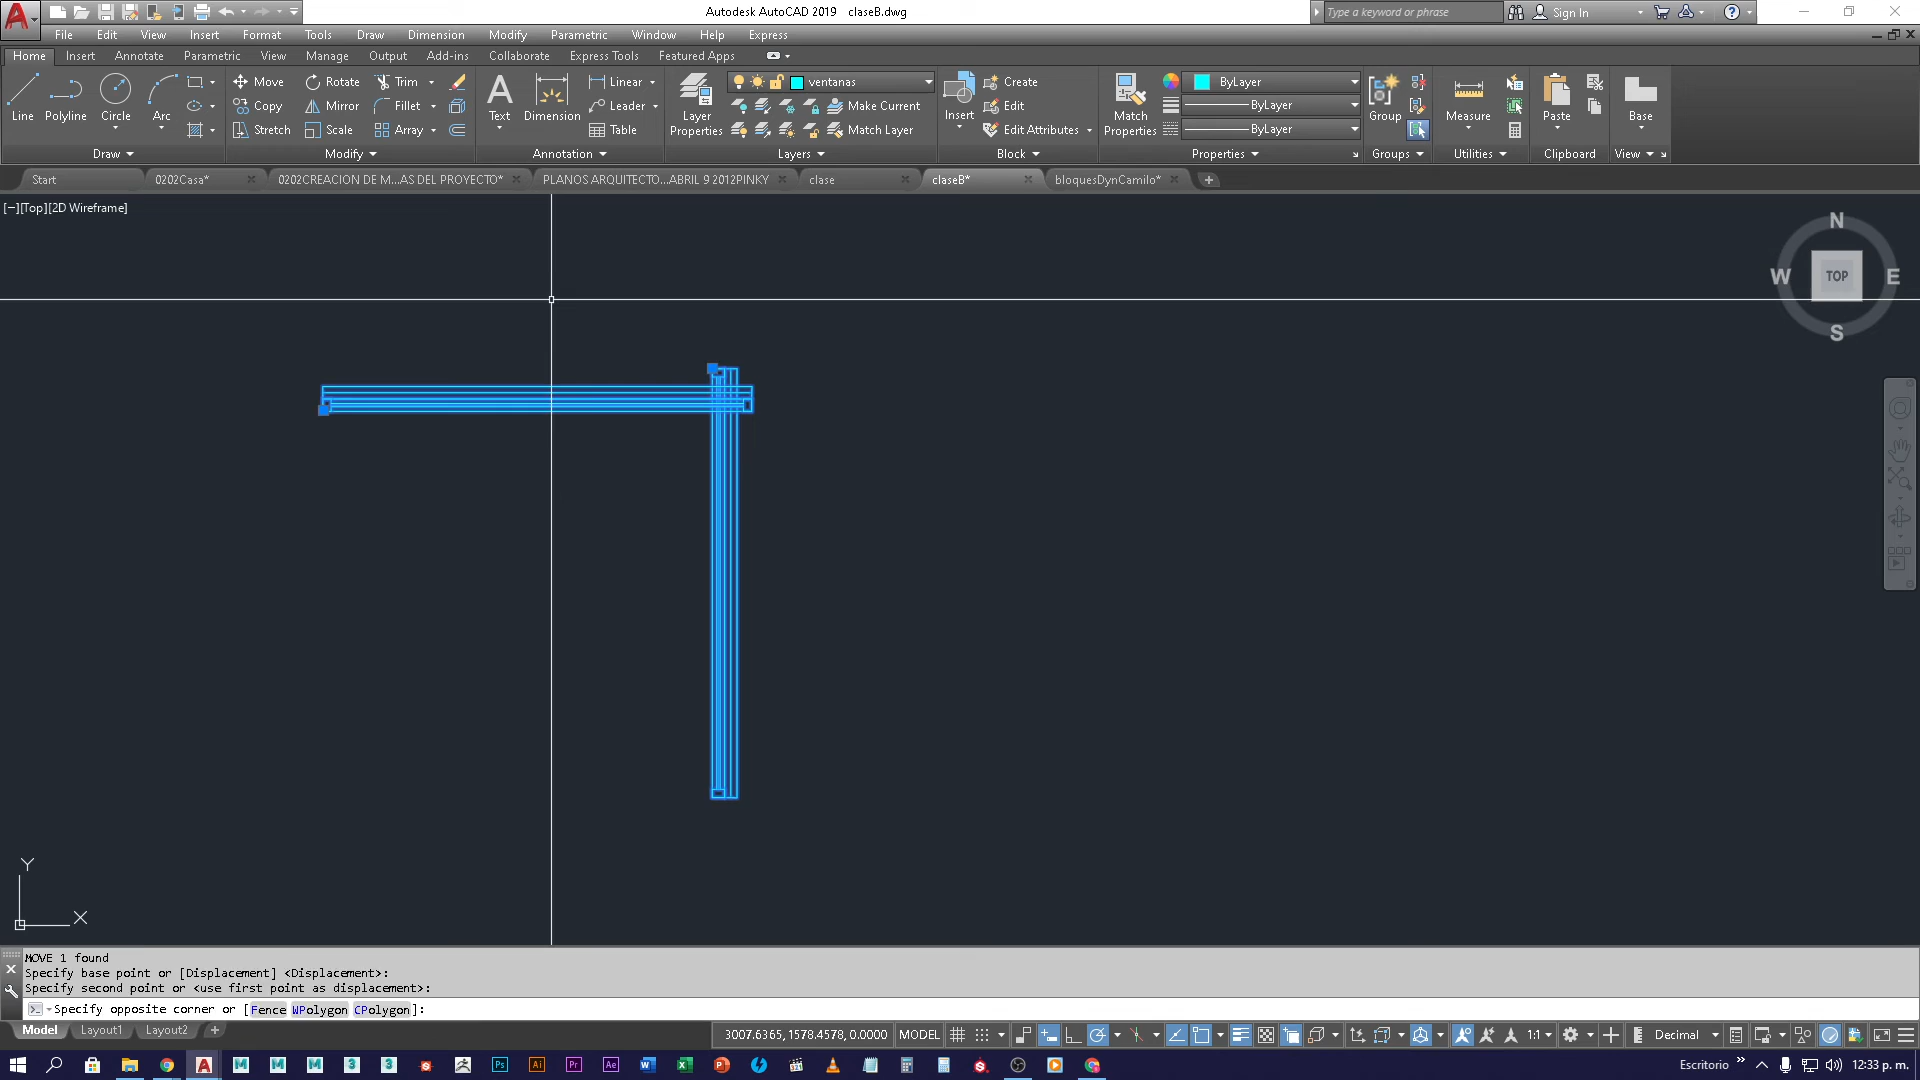 Autodesk AutoCAD 2019 claseB.dwg
Type a keyword or phrase
Sign In
File Edit View Insert Format Tools Draw Dimension Modify Parametric Window Help Express
Home Insert Annotate Parametric View Manage Output Add-ins Collaborate Express Tools Featured Apps
Line
Polyline
Circle
Arc
Move
Copy
Stretch
Rotate
Mirror
Scale
Trim
Fillet
Array
Text
Dimension
Linear
Leader
Table
Layer Properties
ventanas
Make Current
Match Layer
Insert
Create
Edit
Edit Attributes
Match Properties
ByLayer
ByLayer
ByLayer
Group
Measure
Paste
Base
Draw Modify Annotation Layers Block Properties Groups Utilities Clipboard View
Start 0202Casa* 0202CREACION DE M...AS DEL PROYECTO* PLANOS ARQUITECTO...ABRIL 9 2012PINKY clase claseB* bloquesDynCamilo*
[−][Top][2D Wireframe]
N
W TOP E
S
Y
X
MOVE 1 found
Specify base point or [Displacement] <Displacement>:
Specify second point or <use first point as displacement>:
Specify opposite corner or [Fence WPolygon CPolygon]:
Model Layout1 Layout2 +
3007.6365, 1578.4578, 0.0000 MODEL 1:1 Decimal
Escritorio 12:33 p. m.